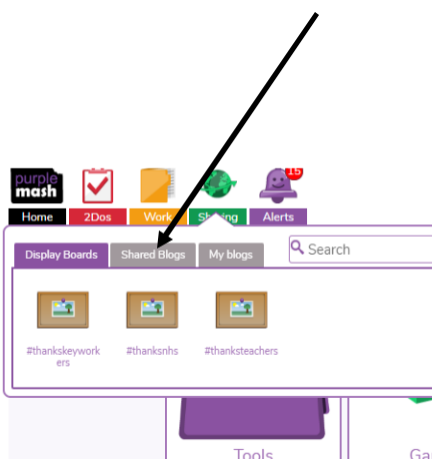 purple
mash
15
Home 2Dos Work Sharing Alerts
Display Boards Shared Blogs My blogs Search
#thankskeywork
ers
#thanksnhs #thanksteachers
Tools